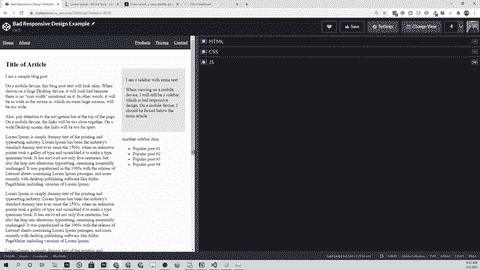 Bad Responsive Design Example
Save
Settings
Change View
Home About Products Pricing Contact
HTML
CSS
JS
Title of Article
I am a sample blog post
On a mobile device, this blog post text will look okay. When
viewed on a large Desktop screen, it will look bad because
there is no "max width" constraint on it. In other words, it will
be as wide as the screen is, which on some large screens, will
be too wide.
Also, pay attention to the navigation bar at the top of the page.
On a mobile device, the links will be too close together. On a
wide Desktop screen, the links will be too far apart.
I am a sidebar with some text
When viewing on a mobile
device, I will still be a sidebar,
which is bad responsive
design. On a mobile device, I
should be found below the
main article
Another sidebar item
Popular post #1
Popular post #2
Popular post #3
Popular post #4
Lorem Ipsum is simply dummy text of the printing and
typesetting industry. Lorem Ipsum has been the industry's
standard dummy text ever since the 1500s, when an unknown
printer took a galley of type and scrambled it to make a type
specimen book. It has survived not only five centuries, but
also the leap into electronic typesetting, remaining essentially
unchanged. It was popularised in the 1960s with the release of
Letraset sheets containing Lorem Ipsum passages, and more
recently with desktop publishing software like Aldus
PageMaker including versions of Lorem Ipsum.
Lorem Ipsum is simply dummy text of the printing and
typesetting industry. Lorem Ipsum has been the industry's
standard dummy text ever since the 1500s, when an unknown
printer took a galley of type and scrambled it to make a type
specimen book. It has survived not only five centuries, but
also the leap into electronic typesetting, remaining essentially
unchanged. It was popularised in the 1960s with the release of
Letraset sheets containing Lorem Ipsum passages, and more
recently with desktop publishing software like Aldus
PageMaker including versions of Lorem Ipsum.
Lorem Ipsum is simply dummy text of the printing and